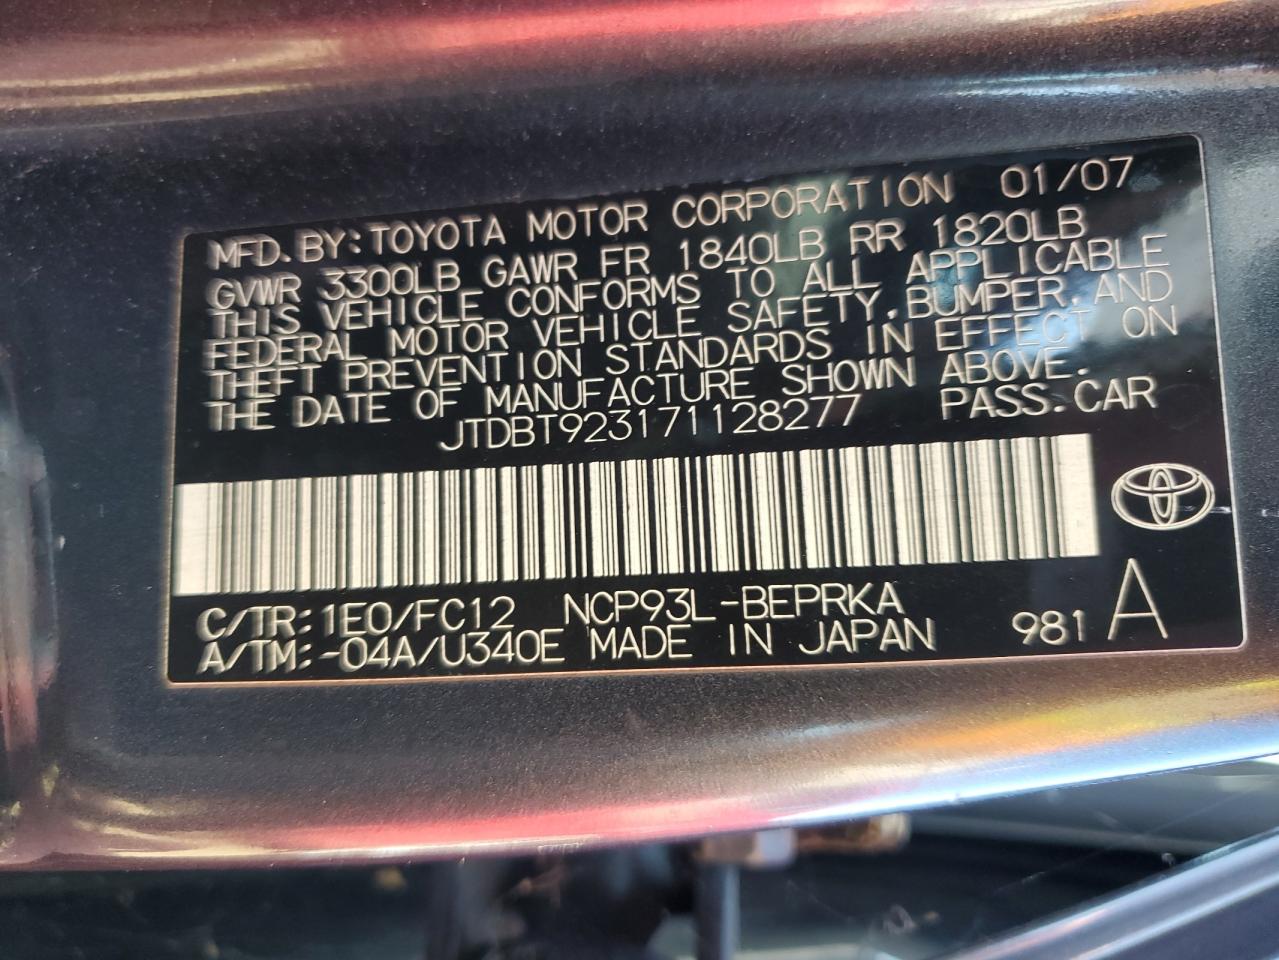 MFD. BY: TOYOTA MOTOR CORPORATION 01/07
GVWR 3300LB GAWR FR 1840LB RR 1820LB
THIS VEHICLE CONFORMS TO ALL APPLICABLE
FEDERAL MOTOR VEHICLE SAFETY, BUMPER, AND
THEFT PREVENTION STANDARDS IN EFFECT ON
THE DATE OF MANUFACTURE SHOWN ABOVE.
JTDBT923171128277 PASS. CAR
C/TR: 1E0/FC12 NCP93L-BEPRKA
A/TM: -04A/U340E MADE IN JAPAN 981 A